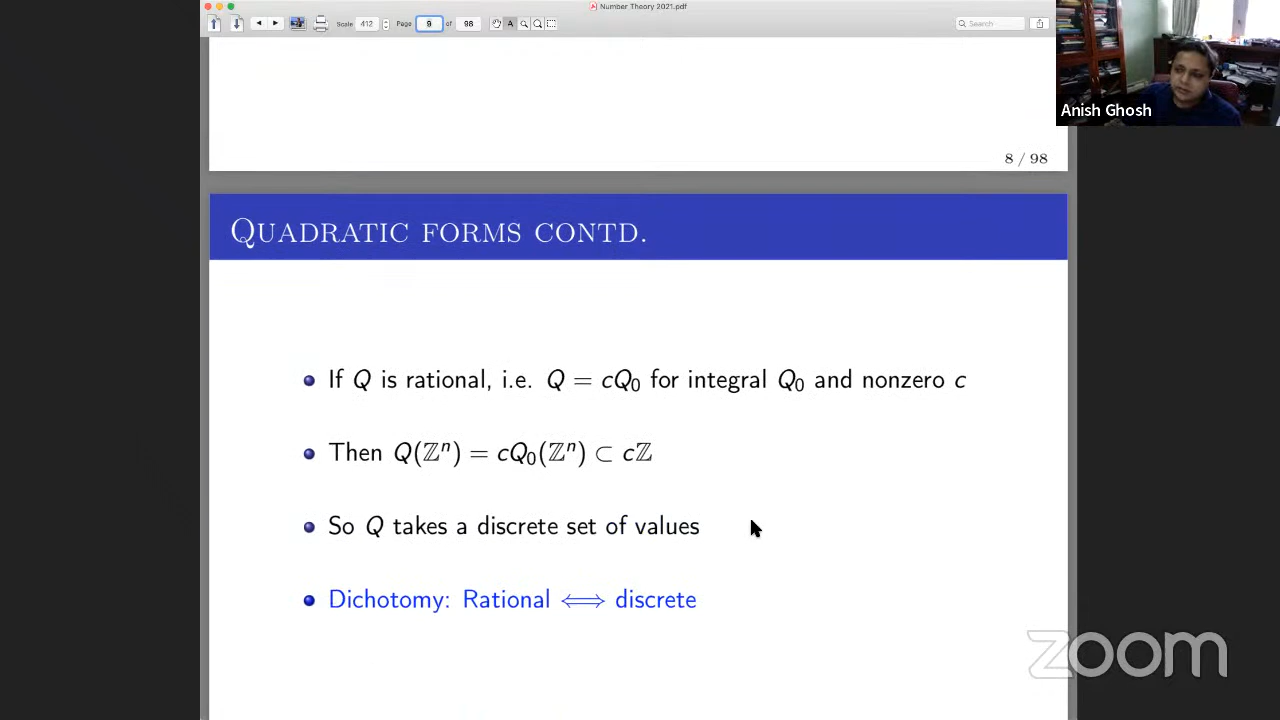 Number Theory 2021.pdf
Scale 412 Page 9 of 98 Search
Anish Ghosh
8 / 98
QUADRATIC FORMS CONTD.
If Q is rational, i.e. Q = cQ₀ for integral Q₀ and nonzero c
Then Q(ℤⁿ) = cQ₀(ℤⁿ) ⊂ cℤ
So Q takes a discrete set of values
Dichotomy: Rational ⟺ discrete
zoom